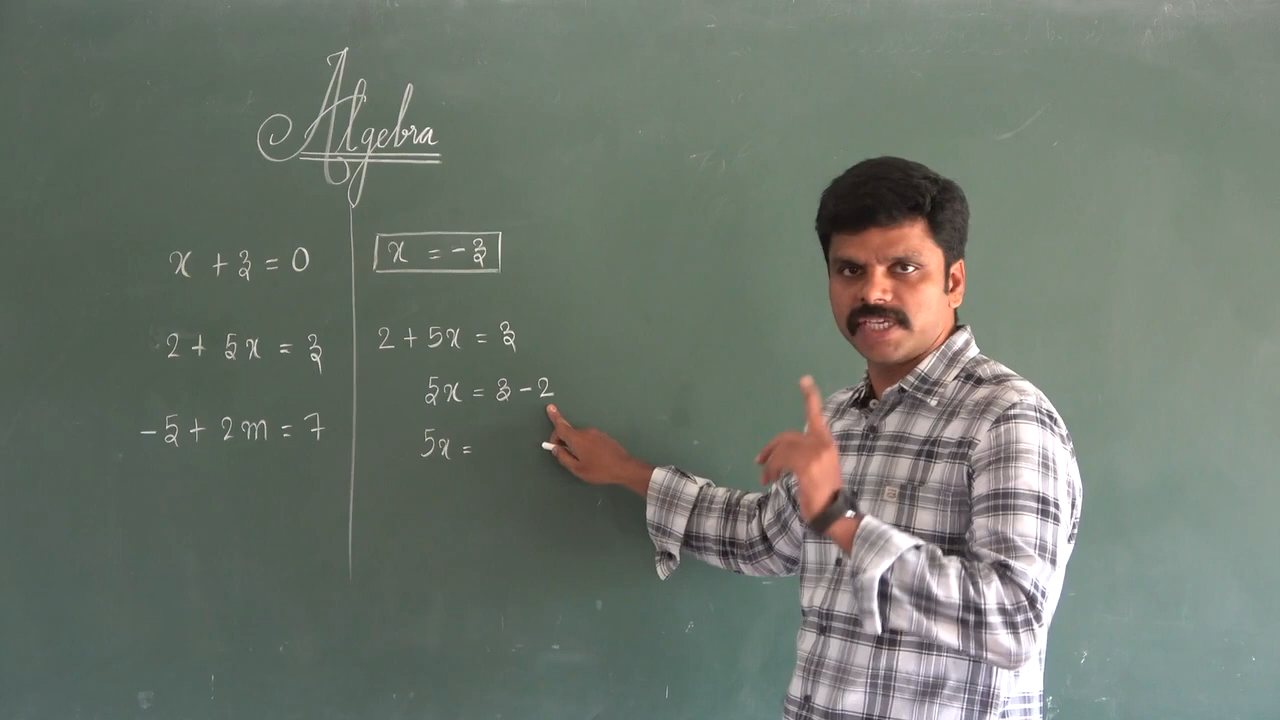 Algebra
x + 3 = 0
2 + 5x = 3
-5 + 2m = 7
x = -3
2 + 5x = 3
5x = 3 - 2
5x =